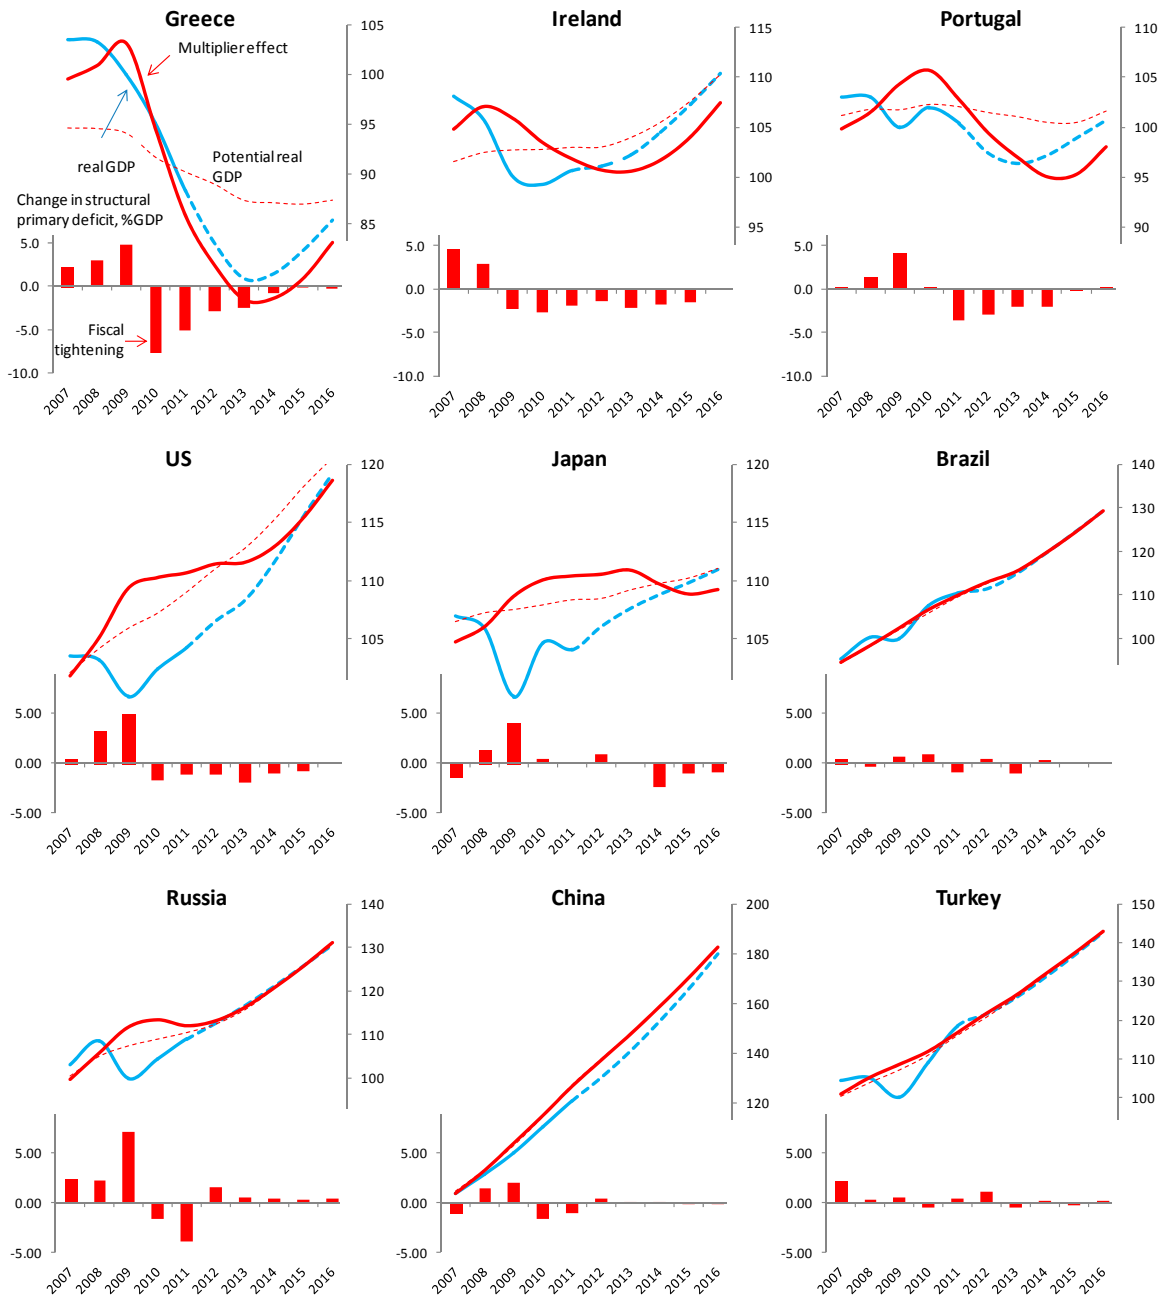 Greece
Multiplier effect
real GDP
Potential real
GDP
Change in structural
primary deficit, %GDP
Fiscal
tightening
105
100
95
90
85
5.0
0.0
-5.0
-10.0
2007 2008 2009 2010 2011 2012 2013 2014 2015 2016
Ireland
110
105
100
95
5.0
0.0
-5.0
-10.0
2007 2008 2009 2010 2011 2012 2013 2014 2015 2016
Portugal
110
105
100
95
90
5.0
0.0
-5.0
-10.0
2007 2008 2009 2010 2011 2012 2013 2014 2015 2016
US
120
115
110
105
5.00
0.00
-5.00
2007 2008 2009 2010 2011 2012 2013 2014 2015 2016
Japan
120
115
110
105
5.00
0.00
-5.00
2007 2008 2009 2010 2011 2012 2013 2014 2015 2016
Brazil
140
130
120
110
100
5.00
0.00
-5.00
2007 2008 2009 2010 2011 2012 2013 2014 2015 2016
Russia
140
130
120
110
100
5.00
0.00
-5.00
2007 2008 2009 2010 2011 2012 2013 2014 2015 2016
China
200
180
160
140
120
5.00
0.00
-5.00
2007 2008 2009 2010 2011 2012 2013 2014 2015 2016
Turkey
150
140
130
120
110
100
5.00
0.00
-5.00
2007 2008 2009 2010 2011 2012 2013 2014 2015 2016